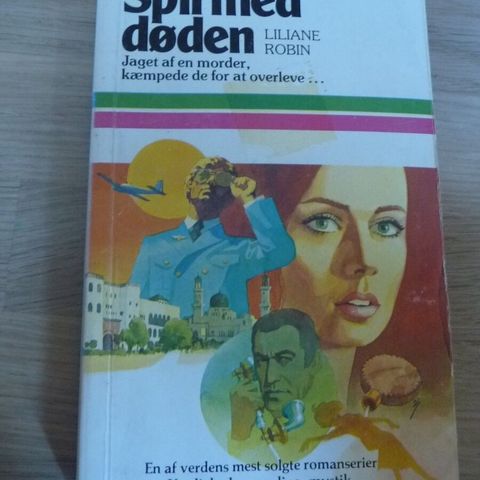 Spil med
døden
LILIANE
ROBIN
Jaget af en morder,
kæmpede de for at overleve ...
En af verdens mest solgte romanserier
mystik